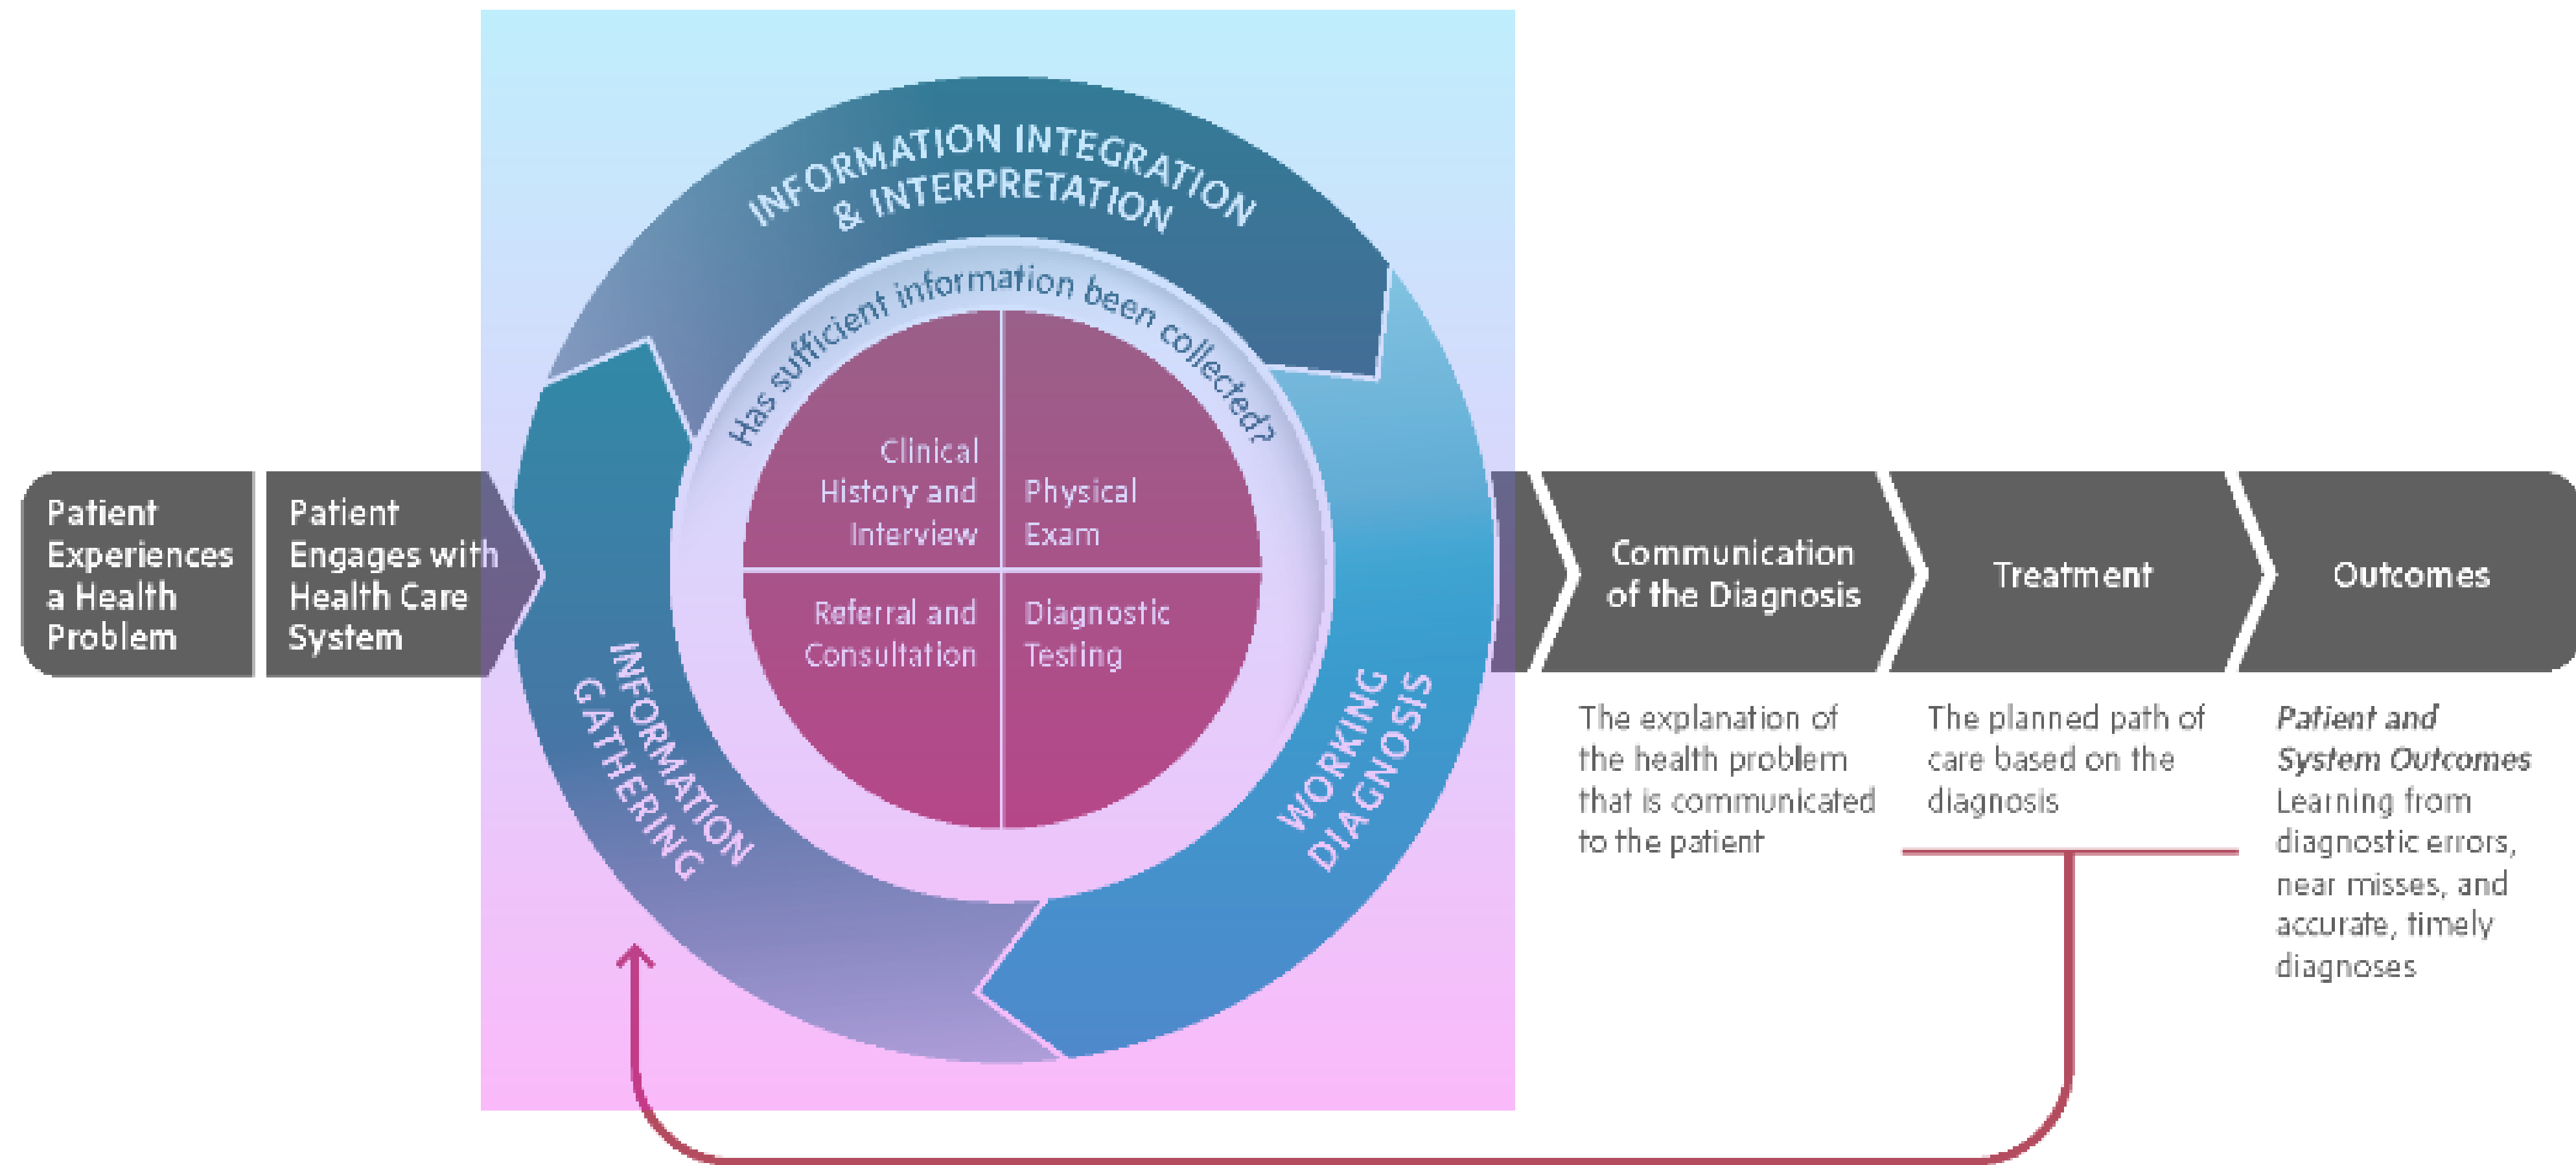 Patient
Experiences
a Health
Problem
Patient
Engages with
Health Care
System
INFORMATION INTEGRATION
& INTERPRETATION
Has sufficient information been collected?
Clinical
History and
Interview
Physical
Exam
Referral and
Consultation
Diagnostic
Testing
INFORMATION
GATHERING
WORKING
DIAGNOSIS
Communication
of the Diagnosis
The explanation of
the health problem
that is communicated
to the patient
Treatment
The planned path of
care based on the
diagnosis
Outcomes
Patient and
System Outcomes
Learning from
diagnostic errors,
near misses, and
accurate, timely
diagnoses